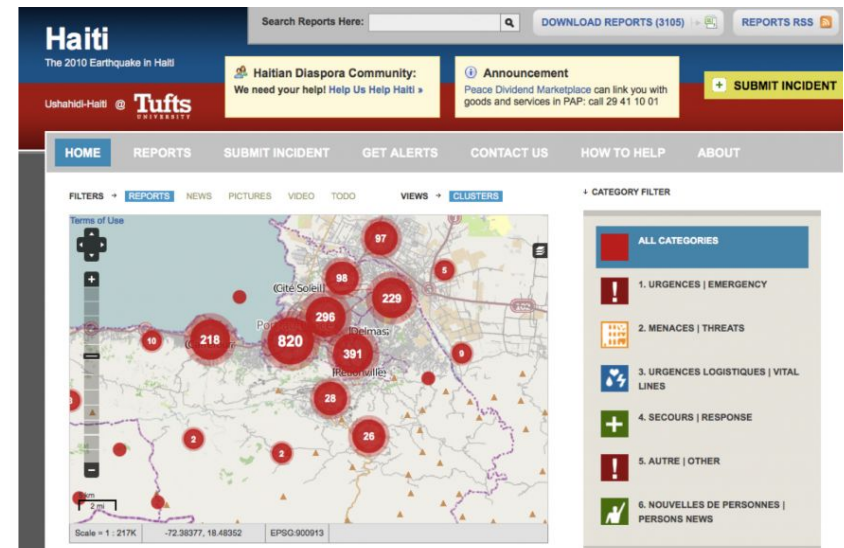 Haiti
The 2010 Earthquake in Haiti
Ushahidi-Haiti @ Tufts
UNIVERSITY
Search Reports Here:
DOWNLOAD REPORTS (3105)
REPORTS RSS
Haitian Diaspora Community:
We need your help! Help Us Help Haiti »
Announcement
Peace Dividend Marketplace can link you with
goods and services in PAP: call 29 41 10 01
SUBMIT INCIDENT
HOME REPORTS SUBMIT INCIDENT GET ALERTS CONTACT US HOW TO HELP ABOUT
FILTERS → REPORTS NEWS PICTURES VIDEO TODO VIEWS → CLUSTERS
Terms of Use
97
5
98
(Cité Soleil)
229
296
(Delmas)
10
218
820
391
9
28
26
2
2
2 mi
Scale = 1 : 217K -72.38377, 18.48352 EPSG:900913
+ CATEGORY FILTER
ALL CATEGORIES
1. URGENCES | EMERGENCY
2. MENACES | THREATS
3. URGENCES LOGISTIQUES | VITAL
LINES
4. SECOURS | RESPONSE
5. AUTRE | OTHER
6. NOUVELLES DE PERSONNES |
PERSONS NEWS